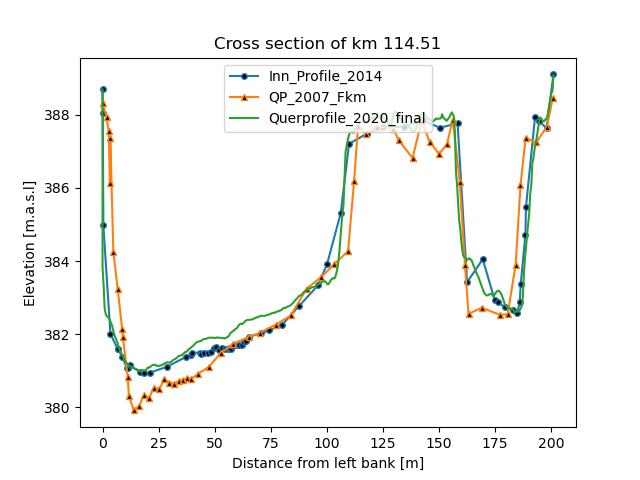 Cross section of km 114.51
Inn_Profile_2014
QP_2007_Fkm
Querprofile_2020_final
388
386
384
382
380
Elevation [m.a.s.l]
0
25
50
75
100
125
150
175
200
Distance from left bank [m]